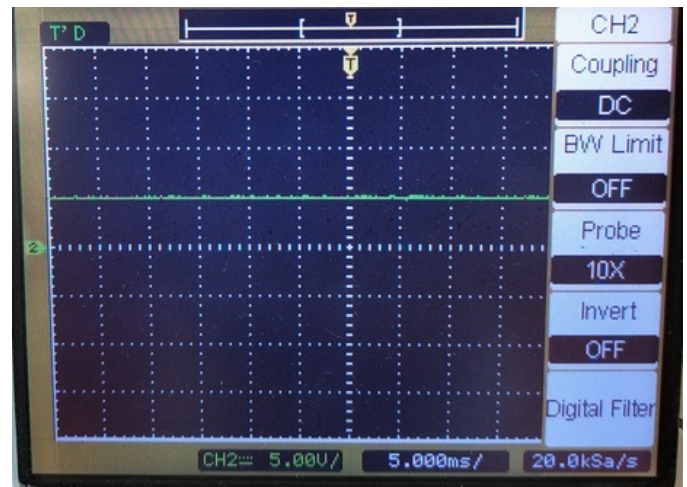 T'D
T
CH2
T
Coupling
DC
BW Limit
OFF
2
Probe
10X
Invert
OFF
Digital Filter
CH2⎓ 5.00V/ 5.000ms/ 20.0kSa/s